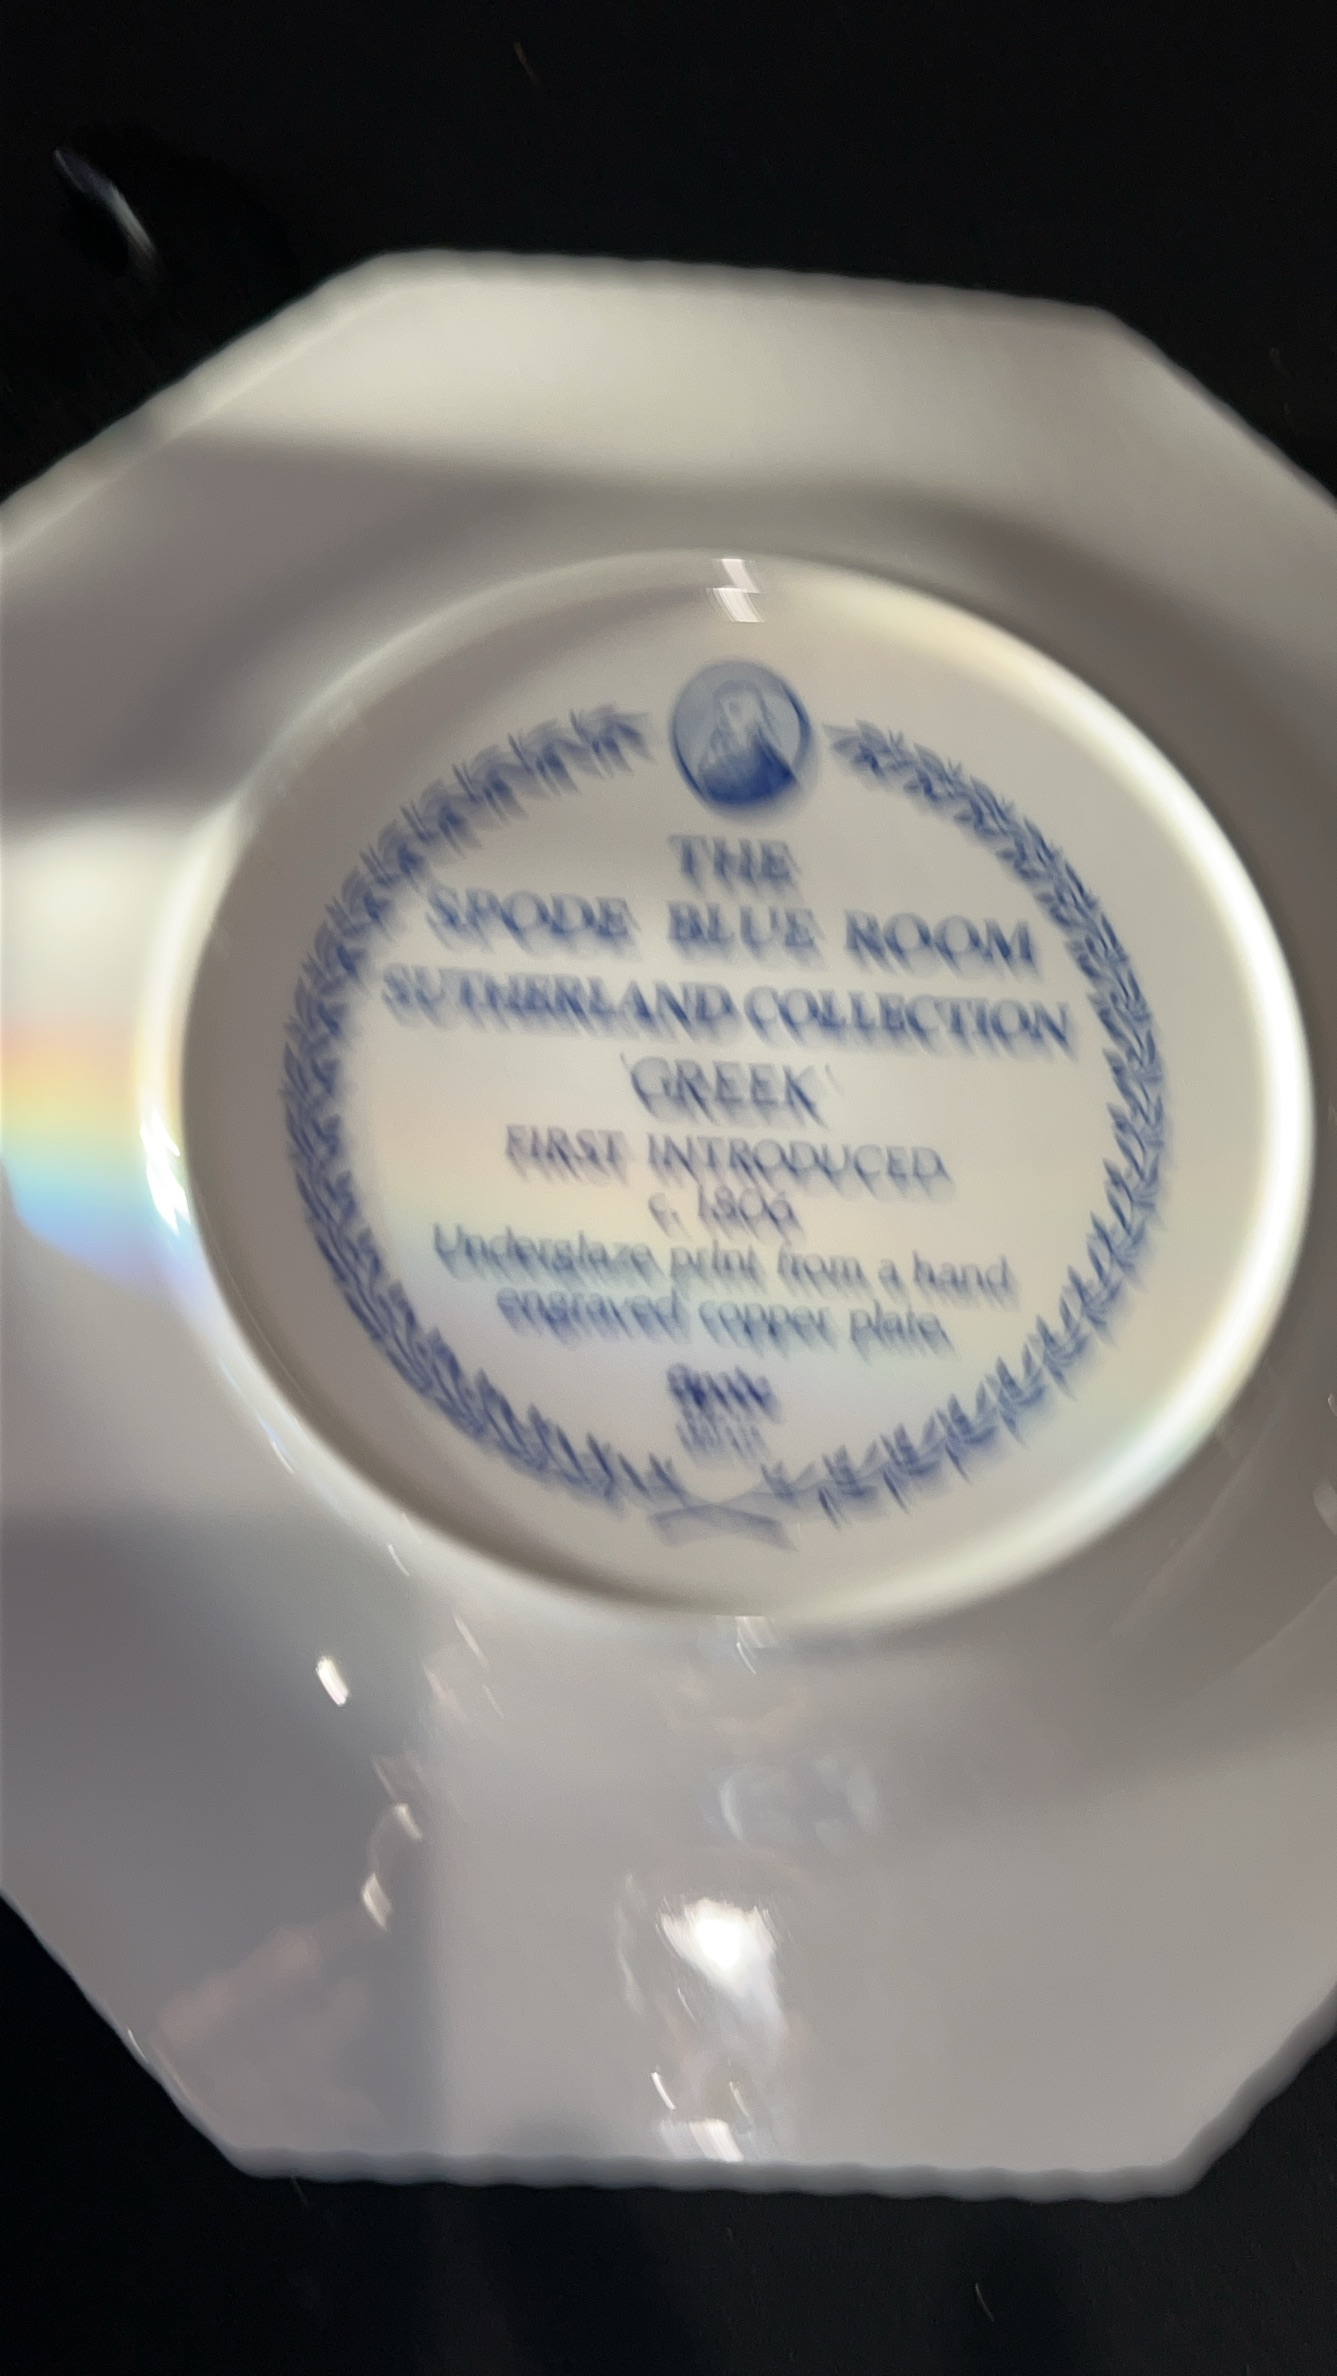 THE
SPODE BLUE ROOM
SUTHERLAND COLLECTION
'GREEK'
FIRST INTRODUCED
c. 1806
Underglaze print from a hand
engraved copper plate.